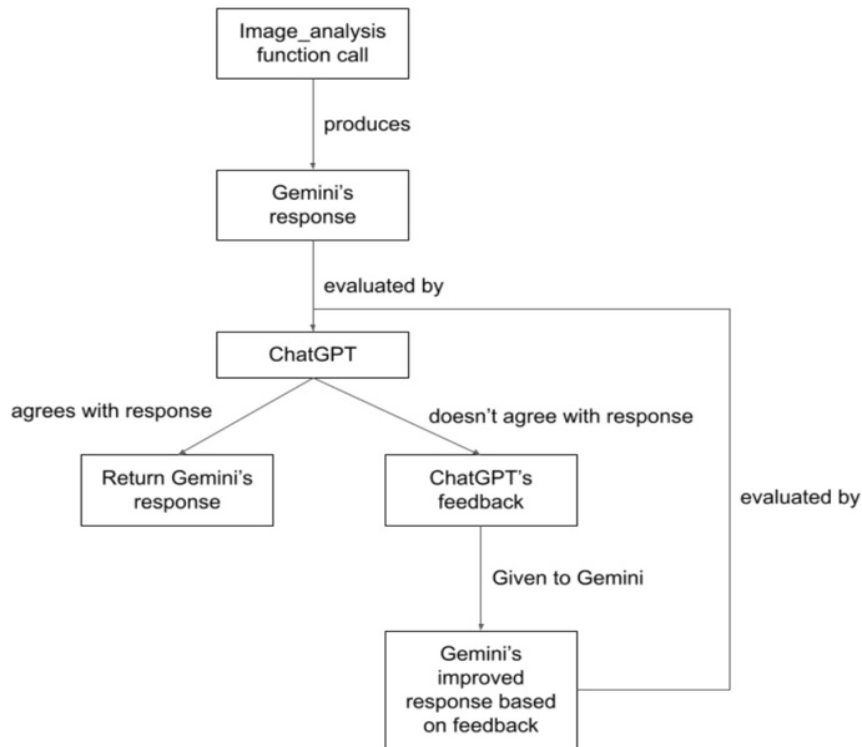 Image_analysis
function call
produces
Gemini's
response
evaluated by
ChatGPT
agrees with response
doesn't agree with response
Return Gemini's
response
ChatGPT's
feedback
evaluated by
Given to Gemini
Gemini's
improved
response based
on feedback